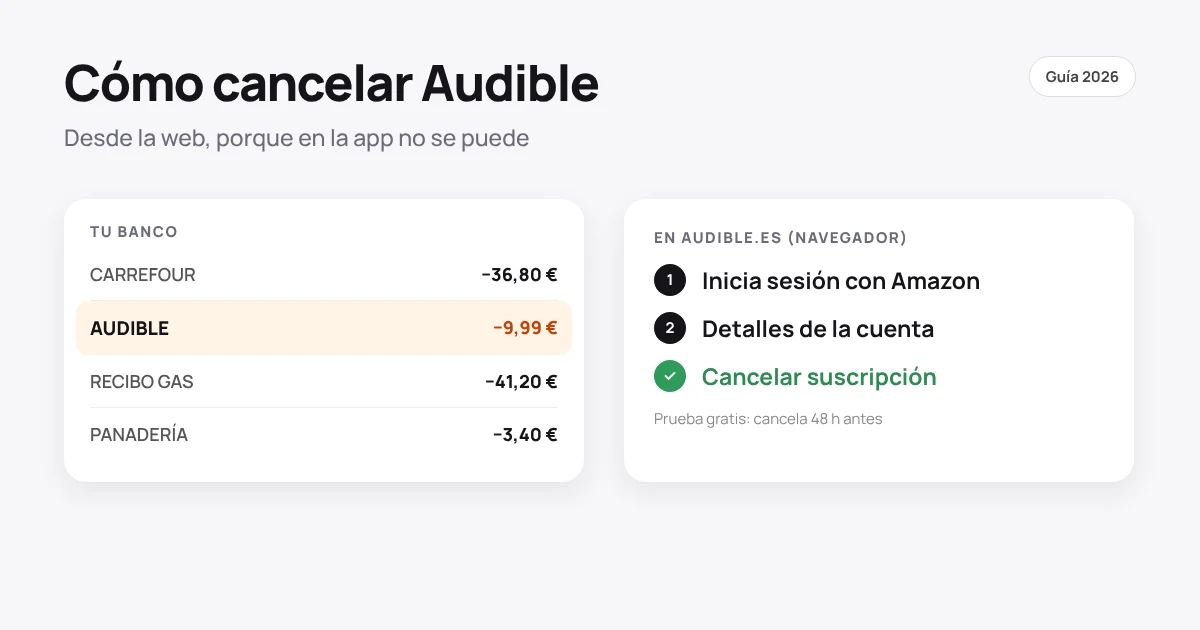 Cómo cancelar Audible
Guía 2026
Desde la web, porque en la app no se puede
TU BANCO
CARREFOUR −36,80 €
AUDIBLE −9,99 €
RECIBO GAS −41,20 €
PANADERÍA −3,40 €
EN AUDIBLE.ES (NAVEGADOR)
1 Inicia sesión con Amazon
2 Detalles de la cuenta
Cancelar suscripción
Prueba gratis: cancela 48 h antes